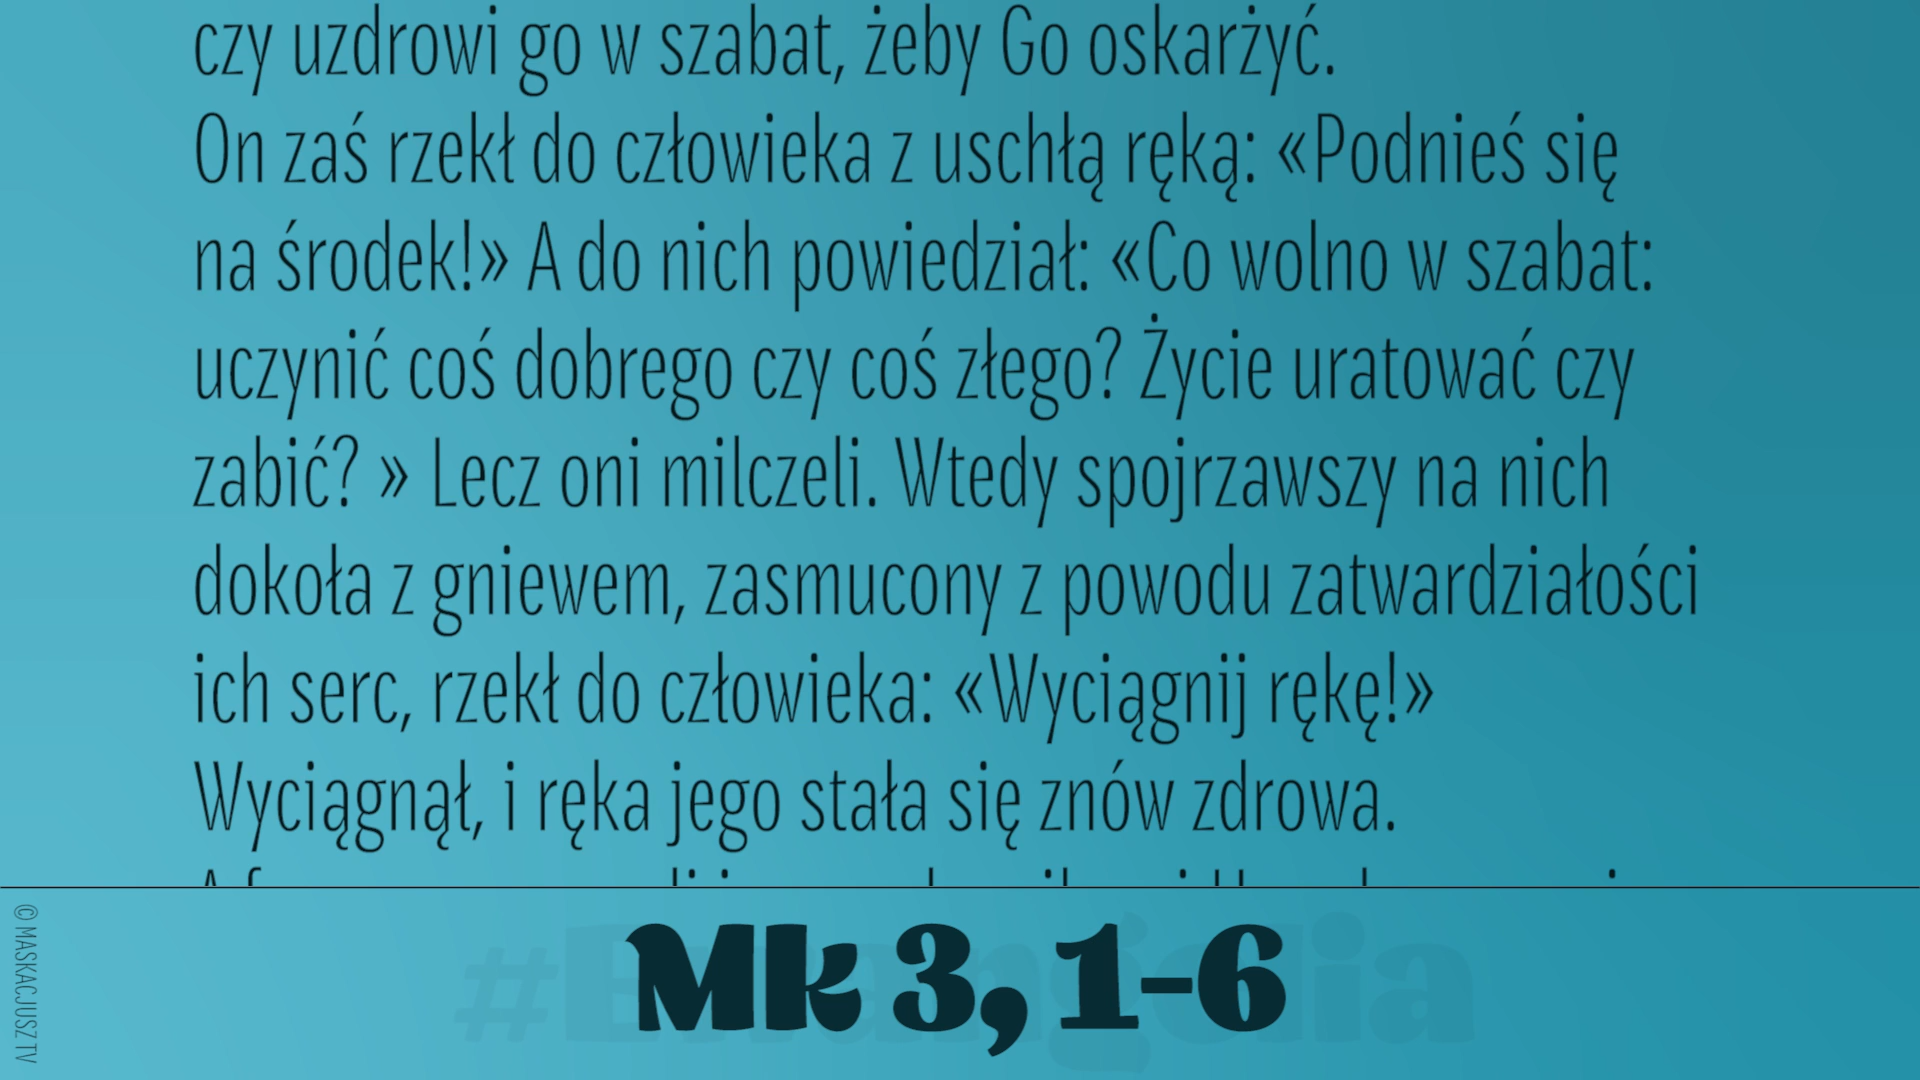 czy uzdrowi go w szabat, żeby Go oskarżyć.
On zaś rzekł do człowieka z uschłą ręką: «Podnieś się
na środek!» A do nich powiedział: «Co wolno w szabat:
uczynić coś dobrego czy coś złego? Życie uratować czy
zabić? » Lecz oni milczeli. Wtedy spojrzawszy na nich
dokoła z gniewem, zasmucony z powodu zatwardziałości
ich serc, rzekł do człowieka: «Wyciągnij rękę!»
Wyciągnął, i ręka jego stała się znów zdrowa.
Mk 3, 1-6
© MASKACJUSZ TV